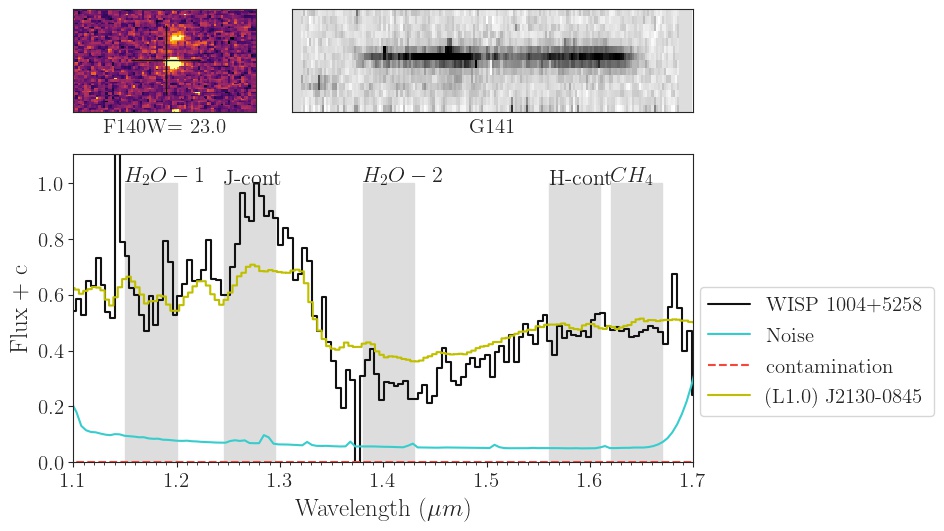 F140W= 23.0
G141
H₂O − 1
J-cont
H₂O − 2
H-cont
CH₄
Flux + c
1.0
0.8
0.6
0.4
0.2
0.0
1.1
1.2
1.3
1.4
1.5
1.6
1.7
Wavelength (μm)
WISP 1004+5258
Noise
contamination
(L1.0) J2130-0845